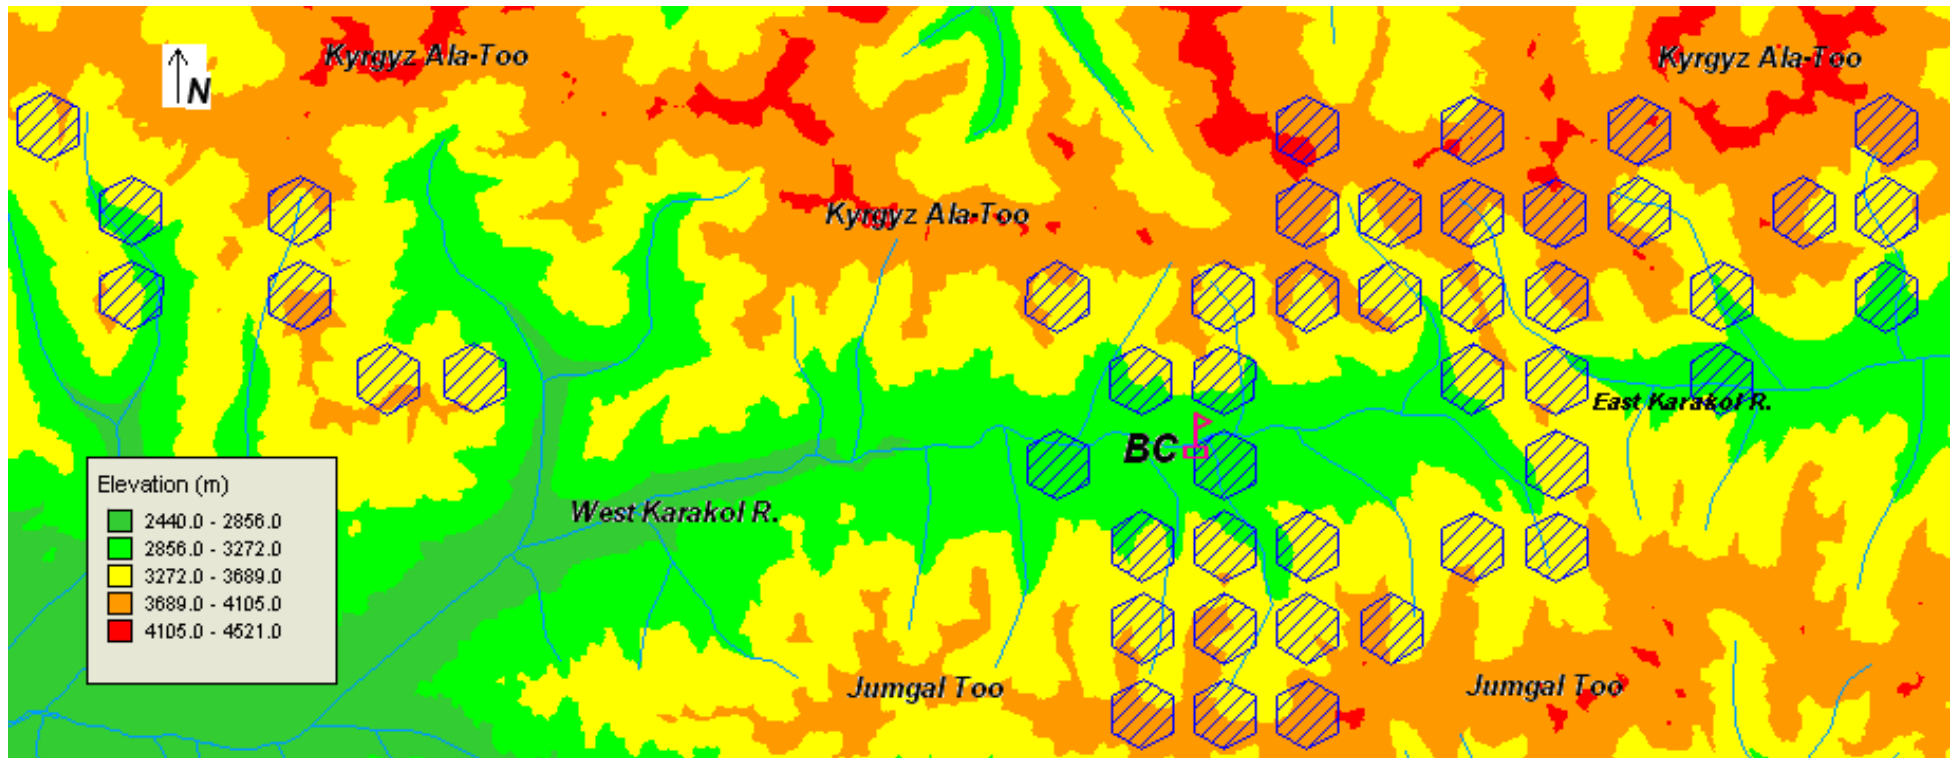 Kyrgyz Ala-Too
Kyrgyz Ala-Too
N
Kyrgyz Ala-Too
East Karakol R.
BC
Elevation (m)
2440.0 - 2856.0
2856.0 - 3272.0
3272.0 - 3689.0
3689.0 - 4105.0
4105.0 - 4521.0
West Karakol R.
Jumgal Too
Jumgal Too